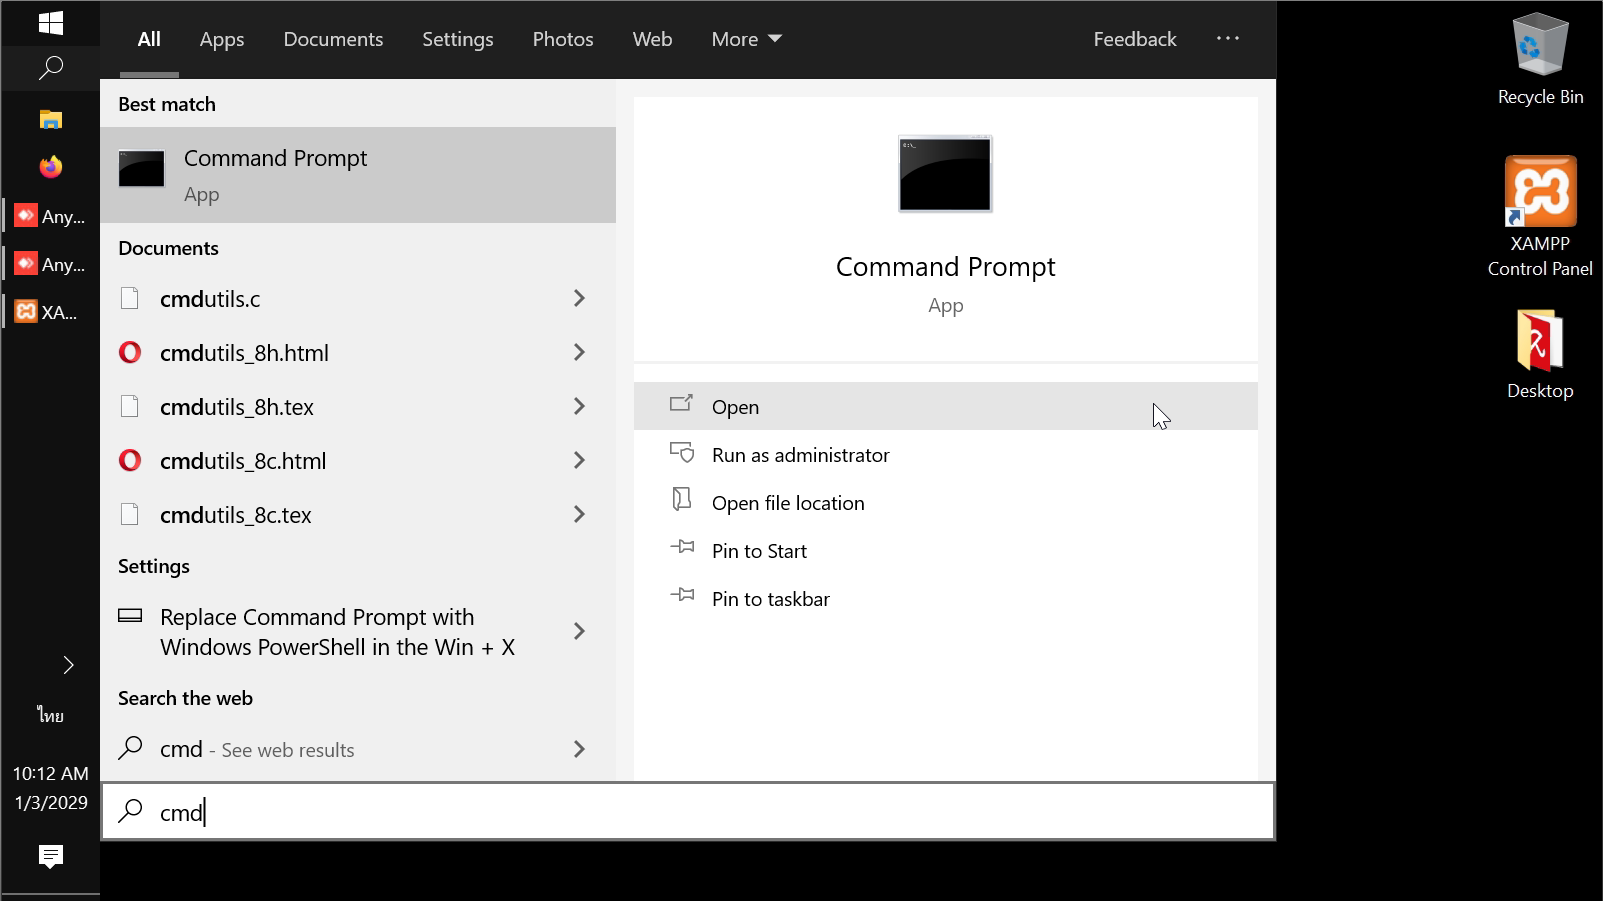 All
Apps
Documents
Settings
Photos
Web
More
Feedback
Best match
Command Prompt
App
Documents
cmdutils.c
cmdutils_8h.html
cmdutils_8h.tex
cmdutils_8c.html
cmdutils_8c.tex
Settings
Replace Command Prompt with
Windows PowerShell in the Win + X
Search the web
cmd - See web results
cmd
Command Prompt
App
Open
Run as administrator
Open file location
Pin to Start
Pin to taskbar
Any...
Any...
XA...
ไทย
10:12 AM
1/3/2029
Recycle Bin
XAMPP
Control Panel
Desktop